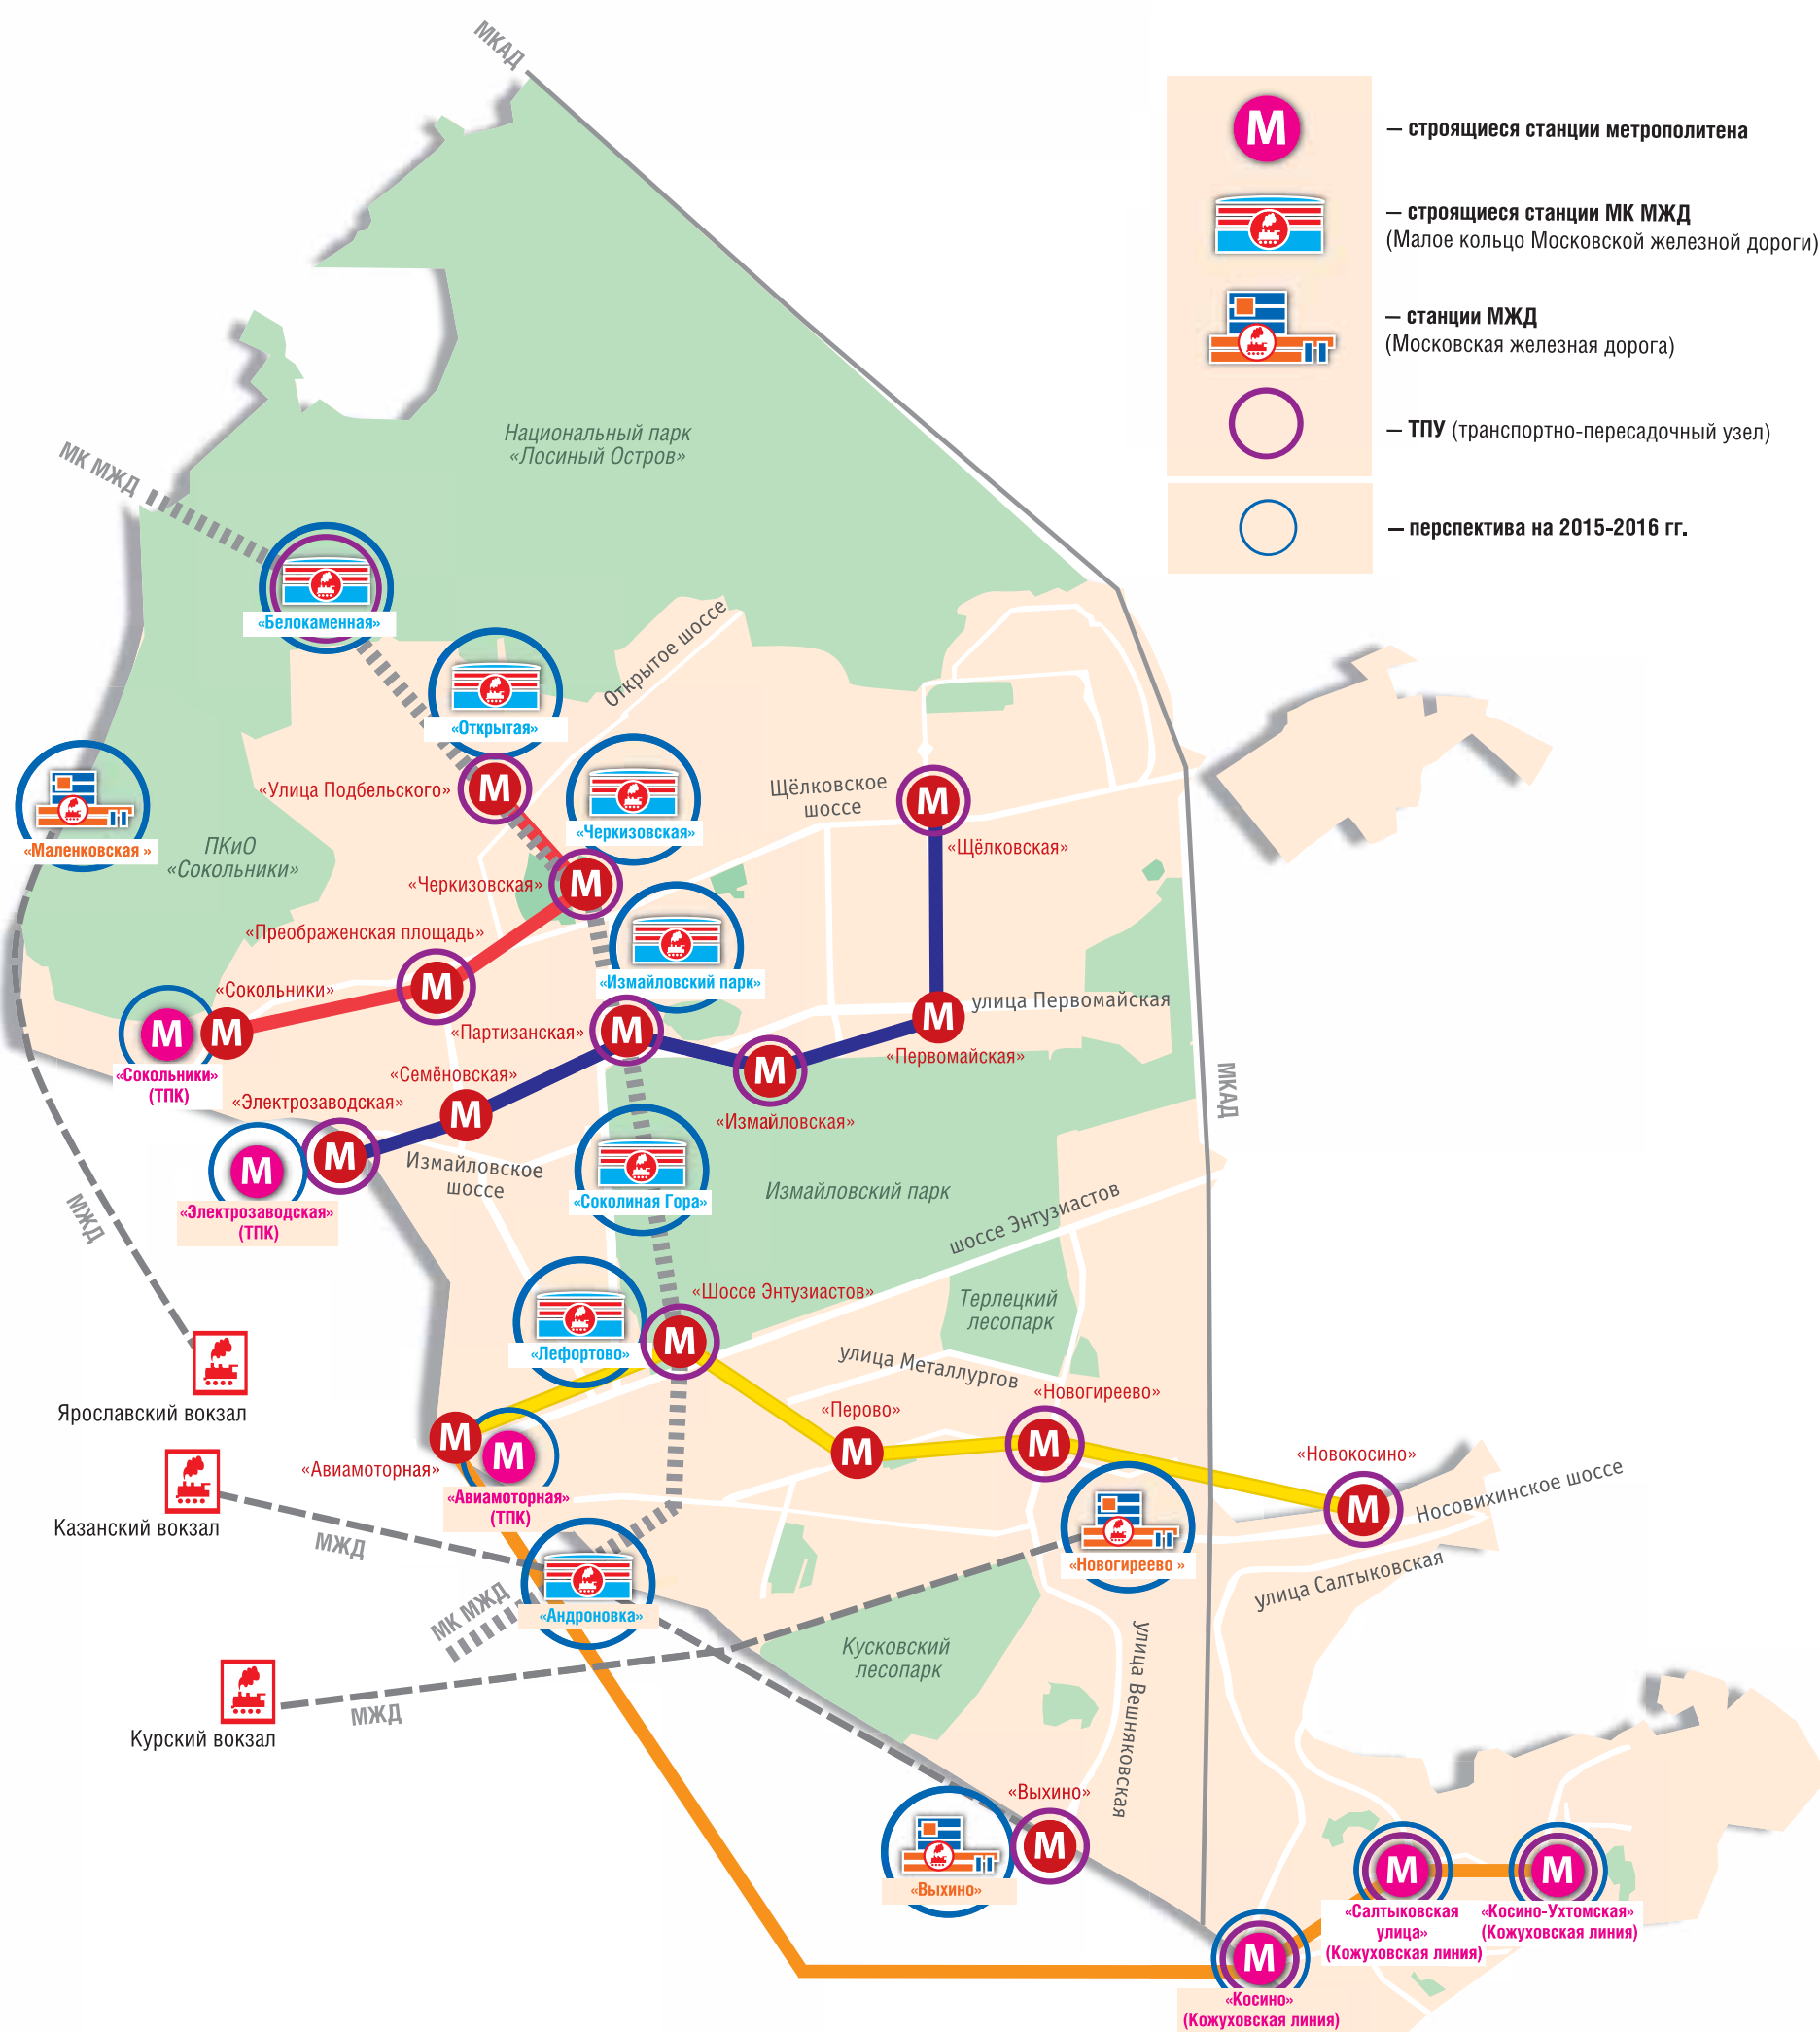 МКАД
М
– строящиеся станции метрополитена
– строящиеся станции МК МЖД
(Малое кольцо Московской железной дороги)
– станции МЖД
(Московская железная дорога)
– ТПУ (транспортно-пересадочный узел)
– перспектива на 2015-2016 гг.
Национальный парк
«Лосиный Остров»
МК МЖД
«Белокаменная»
Открытое шоссе
«Открытая»
«Улица Подбельского»
М
«Черкизовская»
Щёлковское
шоссе
М
«Щёлковская»
«Маленковская »
ПКиО
«Сокольники»
«Черкизовская»
М
«Преображенская площадь»
М
«Измайловский парк»
«Сокольники»
М
М
«Сокольники»
(ТПК)
«Партизанская»
М
улица Первомайская
М
«Первомайская»
М
«Измайловская»
«Семёновская»
М
«Электрозаводская»
М
М
«Электрозаводская»
(ТПК)
Измайловское
шоссе
МКАД
«Соколиная Гора»
Измайловский парк
шоссе Энтузиастов
МЖД
«Шоссе Энтузиастов»
М
«Лефортово»
Терлецкий
лесопарк
улица Металлургов
Ярославский вокзал
«Новогиреево»
М
«Перово»
М
М
«Авиамоторная»
М
«Авиамоторная»
(ТПК)
«Новокосино»
М
Носовихинское шоссе
Казанский вокзал
МЖД
«Новогиреево »
улица Салтыковская
МК МЖД
«Андроновка»
Кусковский
лесопарк
улица Вешняковская
МЖД
Курский вокзал
«Выхино»
М
«Выхино»
М
«Салтыковская
улица»
(Кожуховская линия)
М
«Косино-Ухтомская»
(Кожуховская линия)
М
«Косино»
(Кожуховская линия)